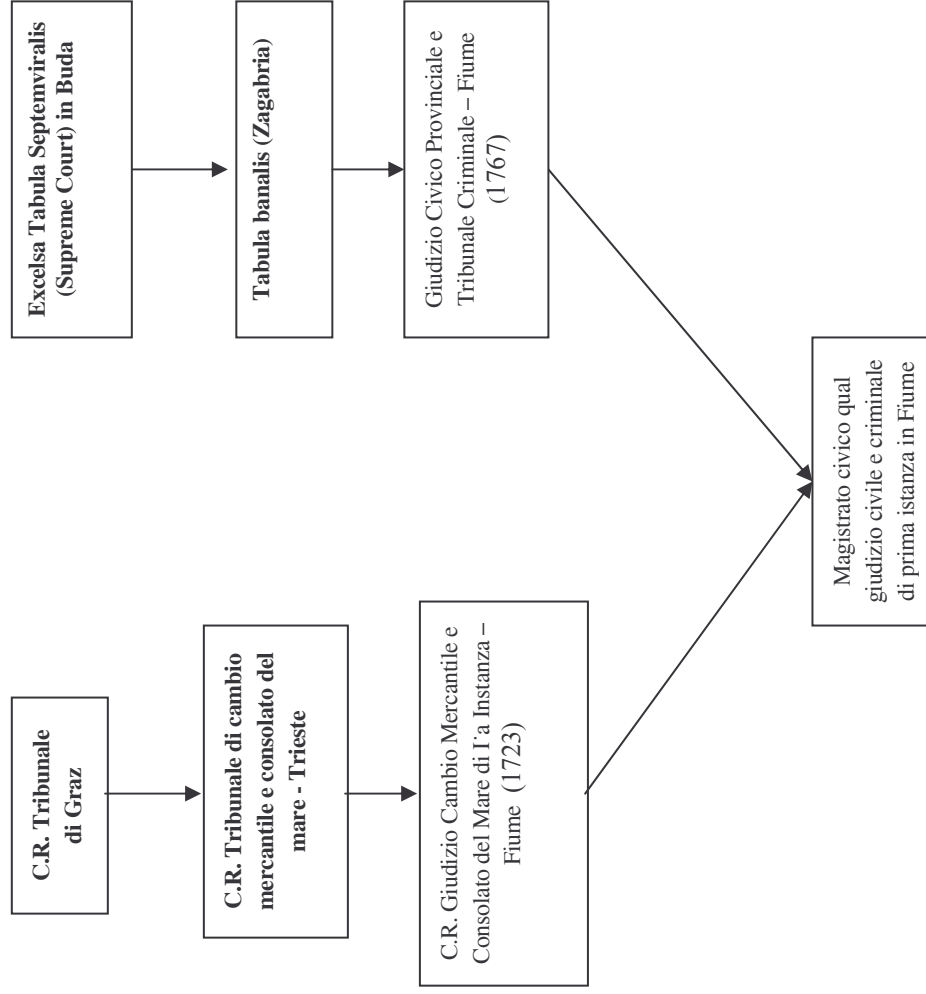 C.R. Tribunale
di Graz
C.R. Tribunale di cambio
mercantile e consolato del
mare - Trieste
C.R. Giudizio Cambio Mercantile e
Consolato del Mare di I`a Instanza –
Fiume (1723)
Excelsa Tabula Septemviralis
(Supreme Court) in Buda
Tabula banalis (Zagabria)
Giudizio Civico Provinciale e
Tribunale Criminale – Fiume
(1767)
Magistrato civico qual
giudizio civile e criminale
di prima istanza in Fiume